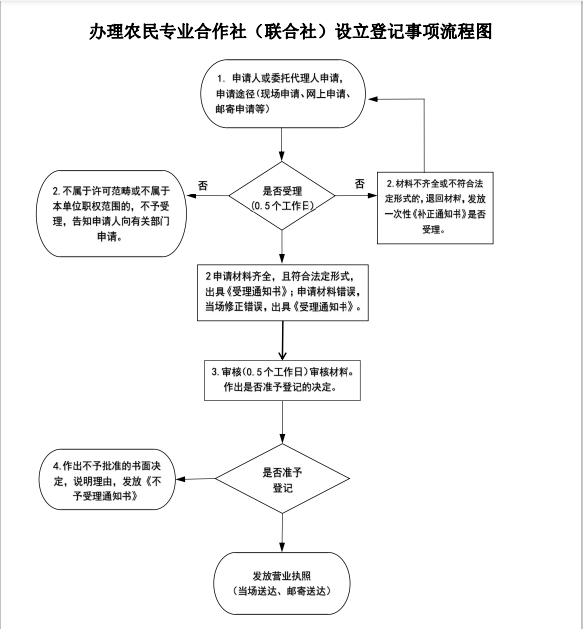 办理农民专业合作社（联合社）设立登记事项流程图
1. 申请人或委托代理人申请，
申请途径（现场申请、网上申请、
邮寄申请等）
否
是否受理
(0.5个工作日)
否
2.不属于许可范畴或不属于
本单位职权范围的，不予受
理，告知申请人向有关部门
申请。
2.材料不齐全或不符合法
定形式的，退回材料，发放
一次性《补正通知书》是否
受理。
2申请材料齐全，且符合法定形式，
出具《受理通知书》；申请材料错误，
当场修正错误，出具《受理通知书》。
3.审核(0.5个工作日)审核材料。
作出是否准予登记的决定。
4.作出不予批准的书面决
定，说明理由，发放《不
予受理通知书》
是否准予
登记
发放营业执照
（当场送达、邮寄送达）